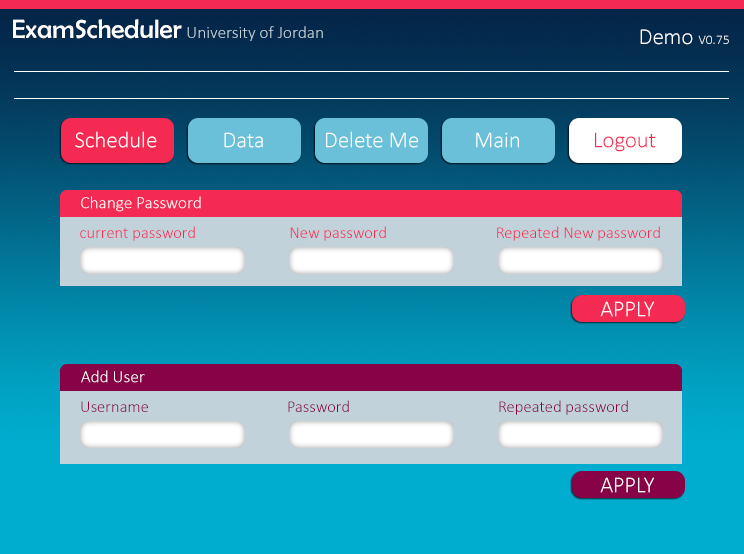 ExamScheduler University of Jordan
Demo V0.75
Schedule Data Delete Me Main Logout
Change Password
current password New password Repeated New password
APPLY
Add User
Username Password Repeated password
APPLY